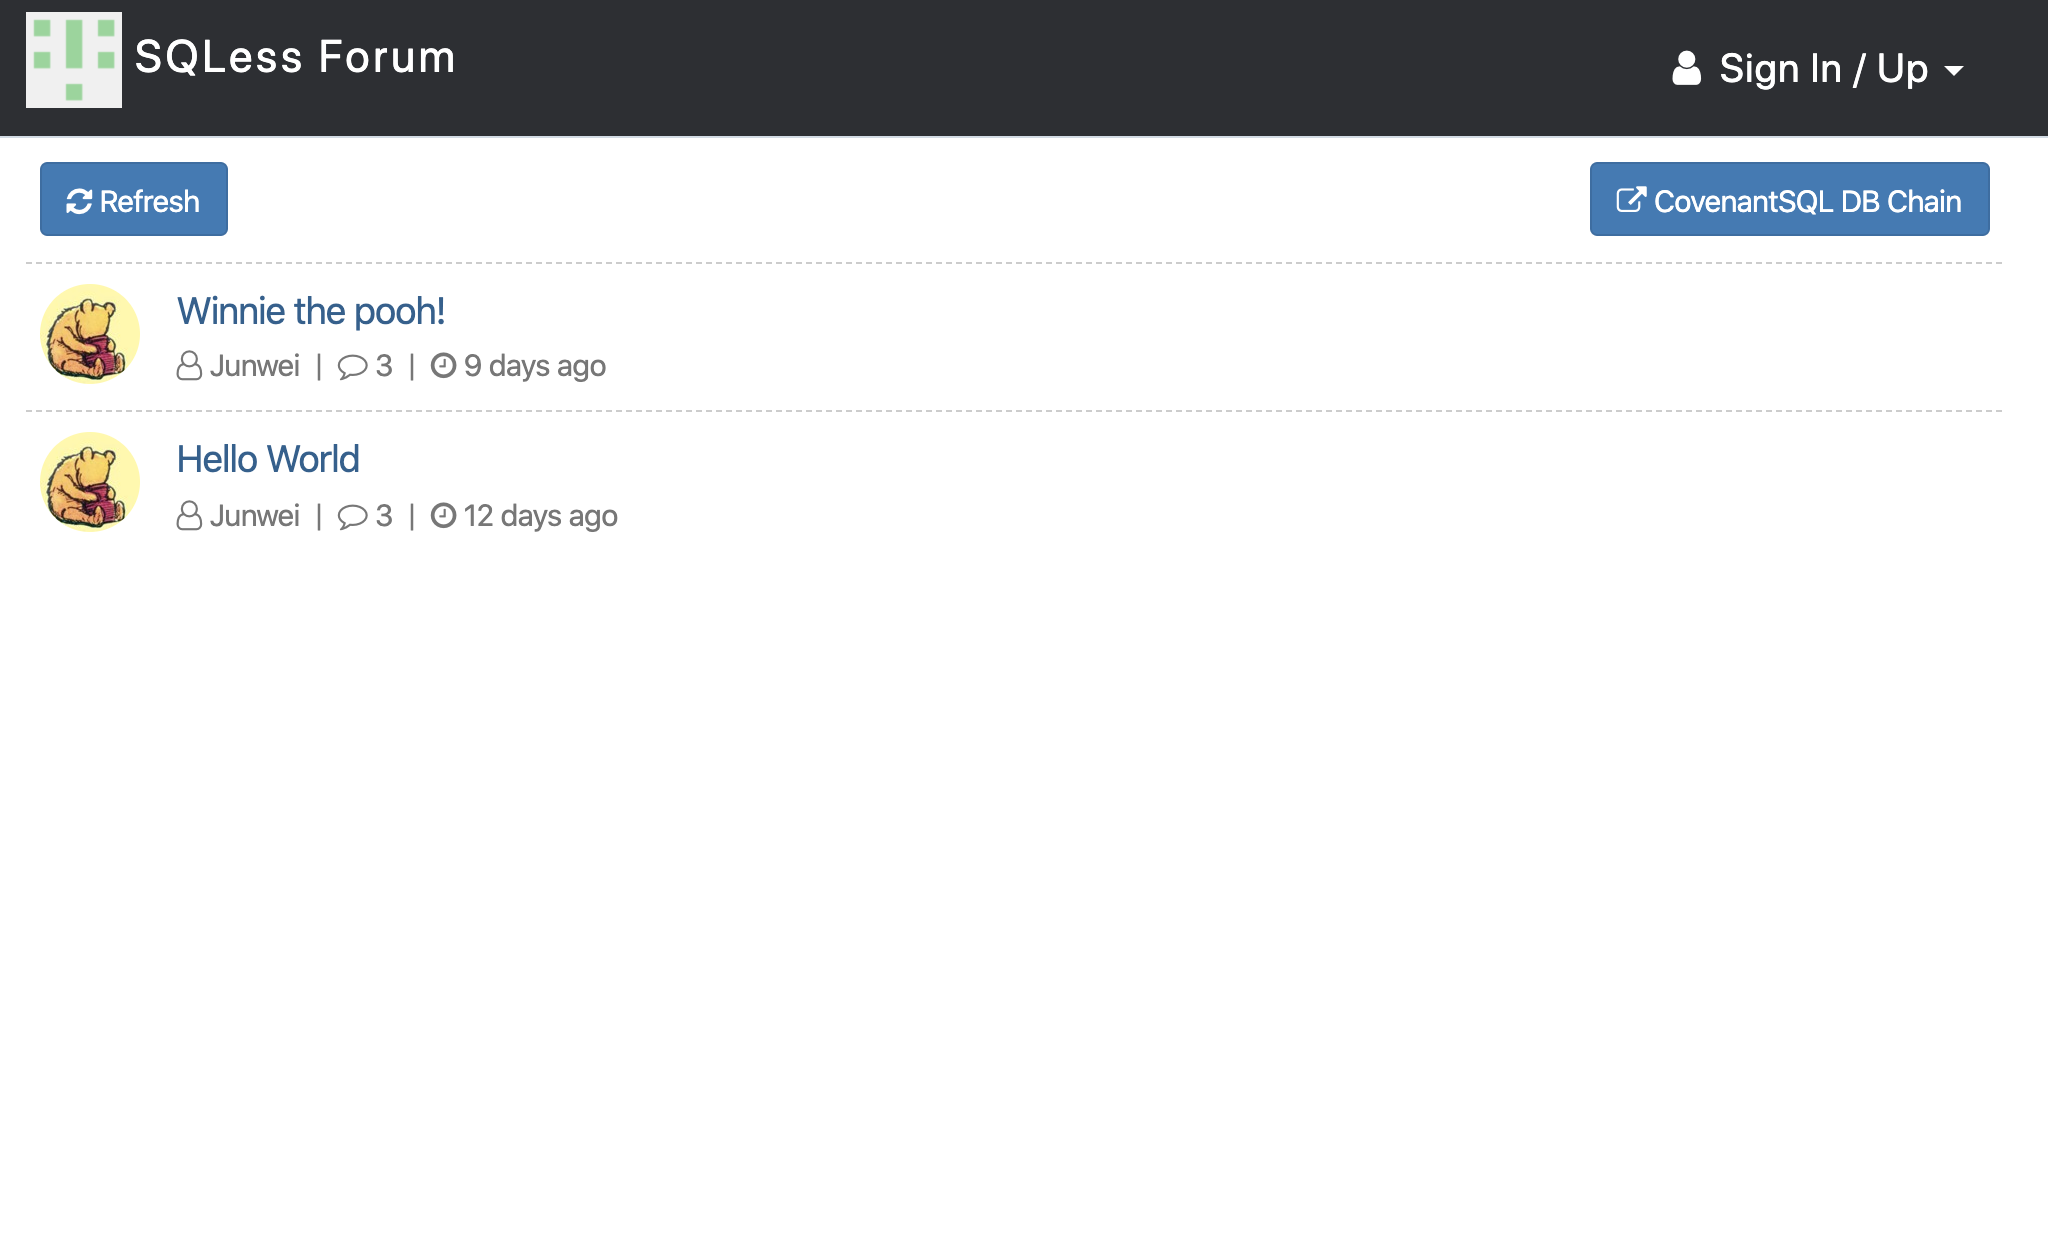 SQLess Forum
Sign In / Up
Refresh
CovenantSQL DB Chain
Winnie the pooh!
Junwei | 3 | 9 days ago
Hello World
Junwei | 3 | 12 days ago